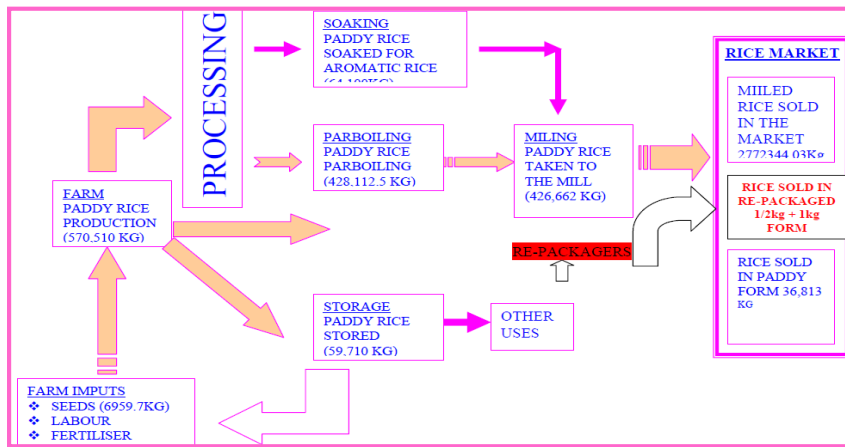 PROCESSING
SOAKING
PADDY RICE
SOAKED FOR
AROMATIC RICE
PARBOILING
PADDY RICE
PARBOILING
(428,112.5 KG)
MILING
PADDY RICE
TAKEN TO
THE MILL
(426,662 KG)
RICE MARKET
MIILED
RICE SOLD
IN THE
MARKET
2772344.03Kg
RICE SOLD IN
RE-PACKAGED
1/2kg + 1kg
FORM
RICE SOLD
IN PADDY
FORM 36,813
KG
FARM
PADDY RICE
PRODUCTION
(570,510 KG)
RE-PACKAGERS
STORAGE
PADDY RICE
STORED
(59,710 KG)
OTHER
USES
FARM IMPUTS
❖ SEEDS (6959.7KG)
❖ LABOUR
❖ FERTILISER